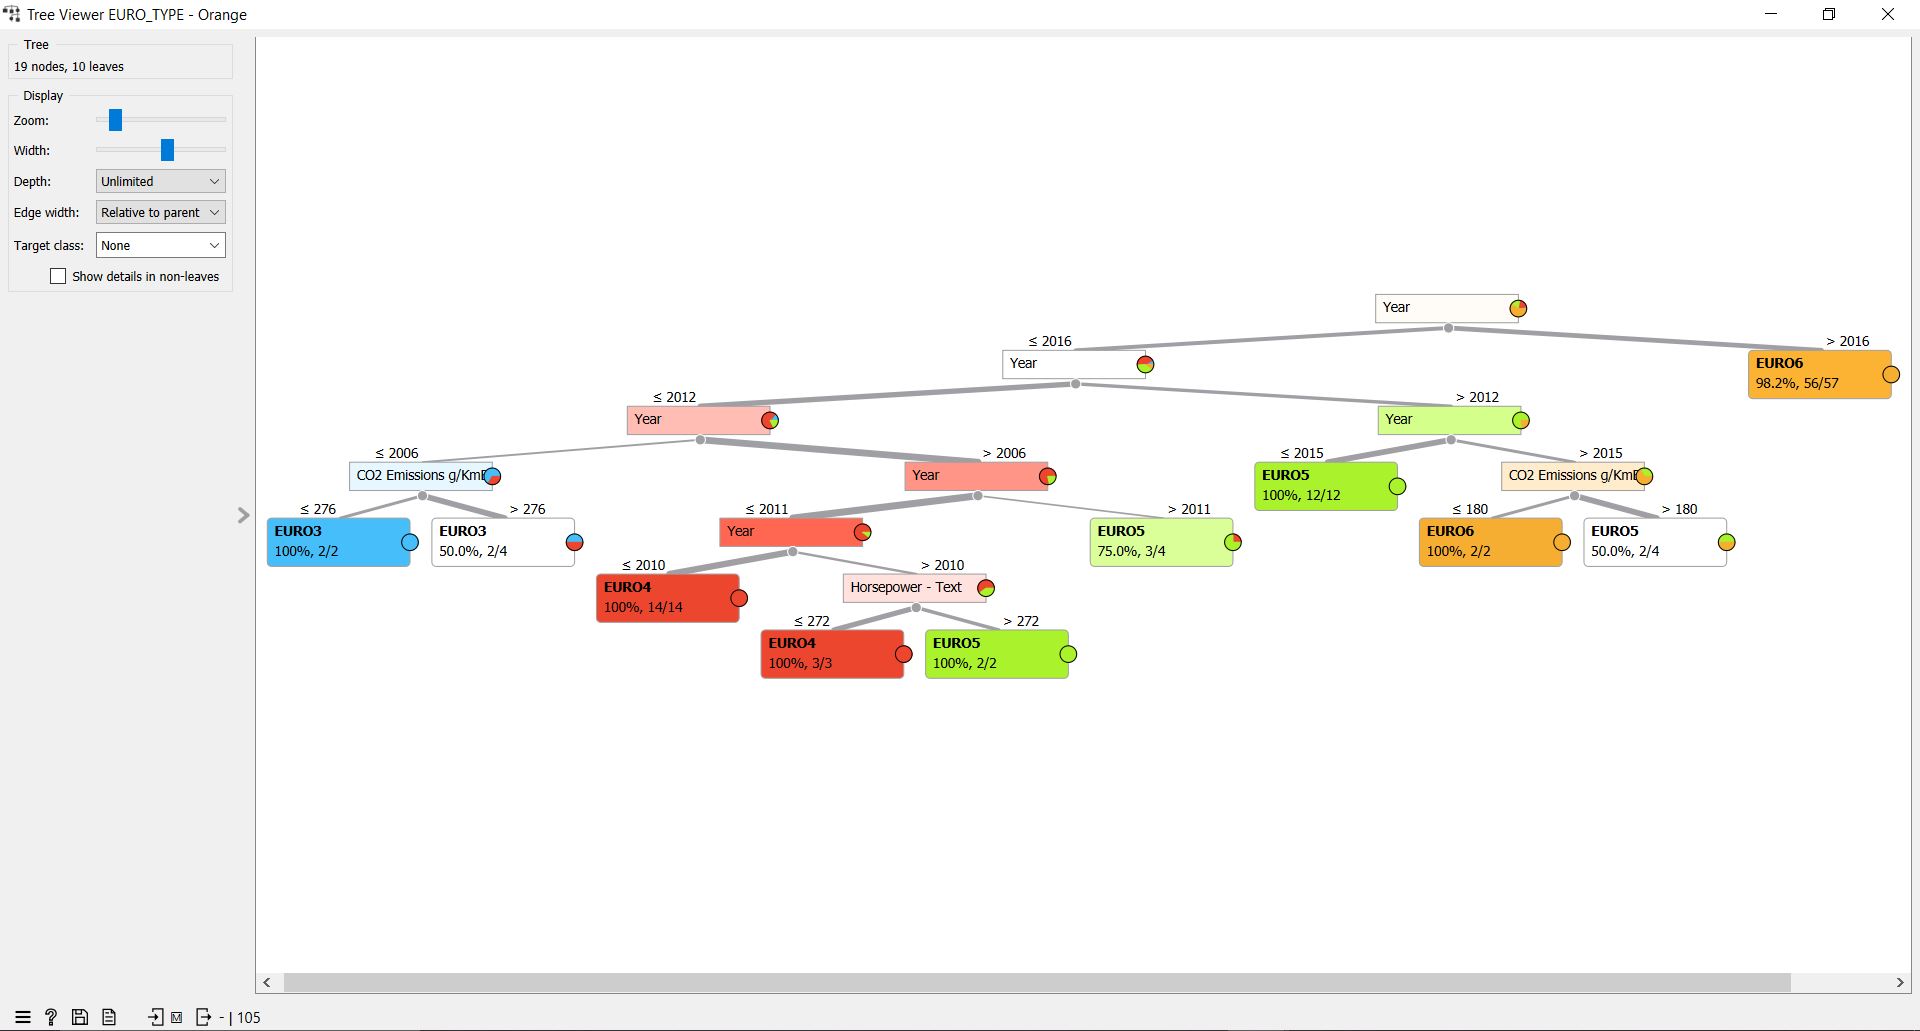 Tree Viewer EURO_TYPE - Orange
Tree
19 nodes, 10 leaves
Display
Zoom:
Width:
Depth: Unlimited
Edge width: Relative to parent
Target class: None
Show details in non-leaves
Year
≤ 2016
> 2016
Year
EURO6
98.2%, 56/57
≤ 2012
> 2012
Year
Year
≤ 2006
> 2006
≤ 2015
> 2015
CO2 Emissions g/Km
Year
EURO5
100%, 12/12
CO2 Emissions g/Km
≤ 276
> 276
≤ 2011
> 2011
≤ 180
> 180
EURO3
100%, 2/2
EURO3
50.0%, 2/4
Year
EURO5
75.0%, 3/4
EURO6
100%, 2/2
EURO5
50.0%, 2/4
≤ 2010
> 2010
EURO4
100%, 14/14
Horsepower - Text
≤ 272
> 272
EURO4
100%, 3/3
EURO5
100%, 2/2
? M - | 105